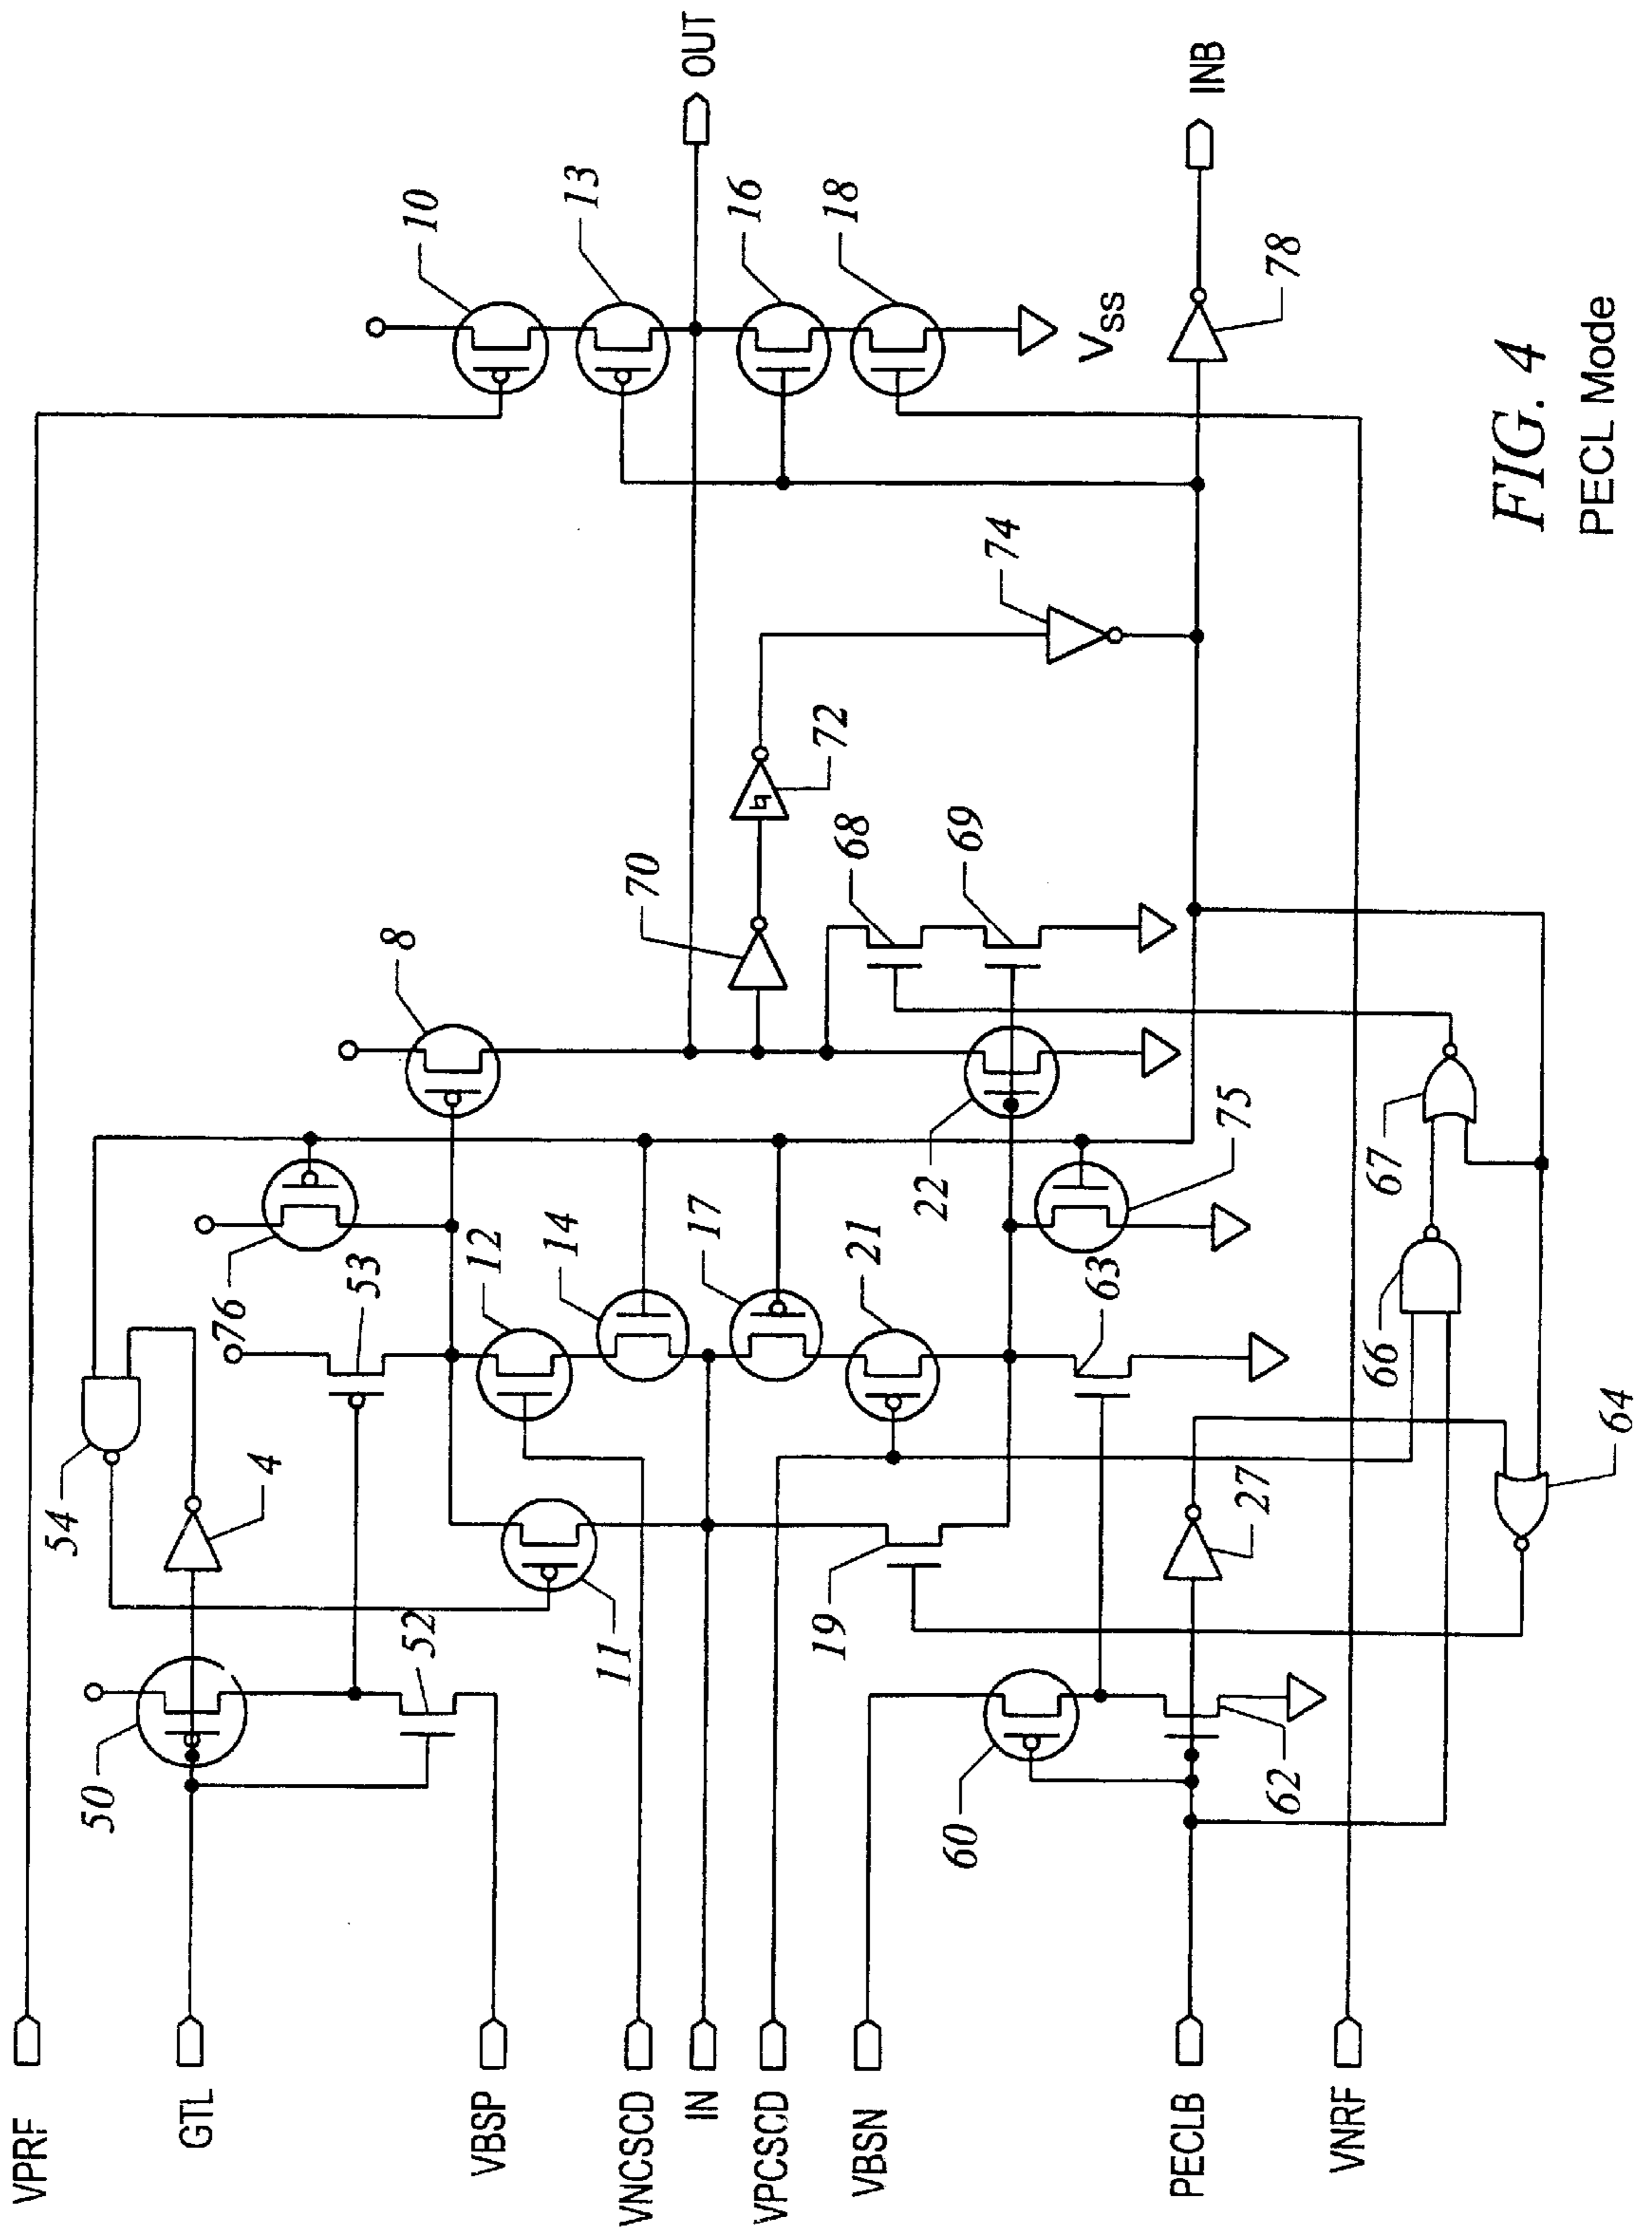 VPRF
GTL
VBSP
VNCSCD
IN
VPCSCD
VBSN
PECLB
VNRF
50
54
4
52
53
76
11
12
14
17
21
19
60
62
27
63
64
66
67
75
22
8
70
68
69
72
74
10
13
16
18
VSS
78
OUT
INB
FIG. 4
PECL Mode